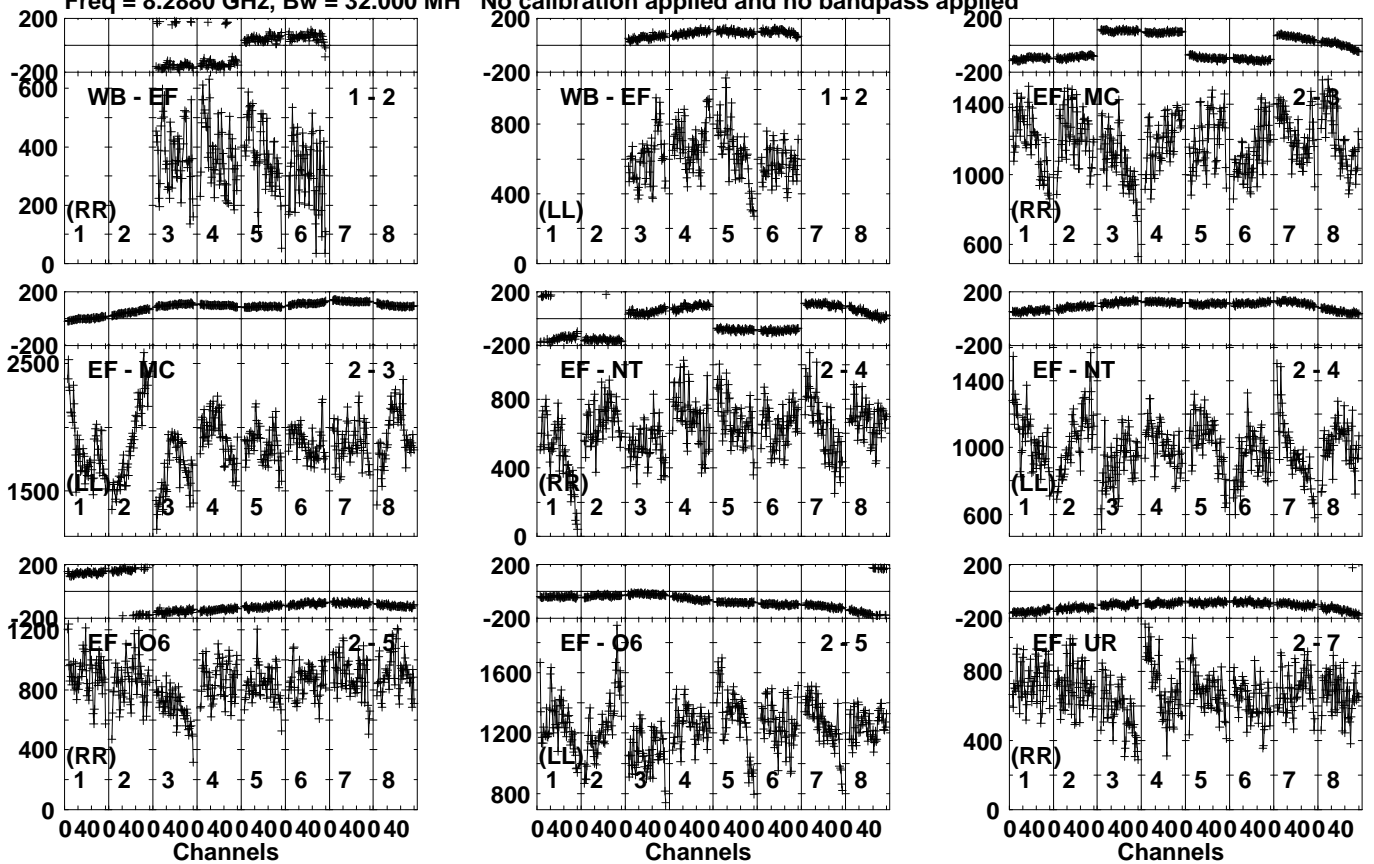 Freq = 8.2880 GHz, Bw = 32.000 MH No calibration applied and no bandpass applied
200
-200
600
400
200
0
WB - EF 1 - 2
(RR)
1 2 3 4 5 6 7 8
200
-200
800
400
0
WB - EF 1 - 2
(LL)
1 2 3 4 5 6 7 8
200
-200
1400
1000
600
EF - MC 2 - 3
(RR)
1 2 3 4 5 6 7 8
200
-200
2500
1500
EF - MC 2 - 3
(LL)
1 2 3 4 5 6 7 8
200
-200
800
400
0
EF - NT 2 - 4
(RR)
1 2 3 4 5 6 7 8
200
-200
1400
1000
600
EF - NT 2 - 4
(LL)
1 2 3 4 5 6 7 8
200
-200
1200
800
400
0
EF - O6 2 - 5
(RR)
1 2 3 4 5 6 7 8
0 40 0 40 0 40 0 40 0 40 0 40 0 40 0 40
Channels
200
-200
1600
1200
800
EF - O6 2 - 5
(LL)
1 2 3 4 5 6 7 8
0 40 0 40 0 40 0 40 0 40 0 40 0 40 0 40
Channels
200
-200
800
400
0
EF - UR 2 - 7
(RR)
1 2 3 4 5 6 7 8
0 40 0 40 0 40 0 40 0 40 0 40 0 40 0 40
Channels